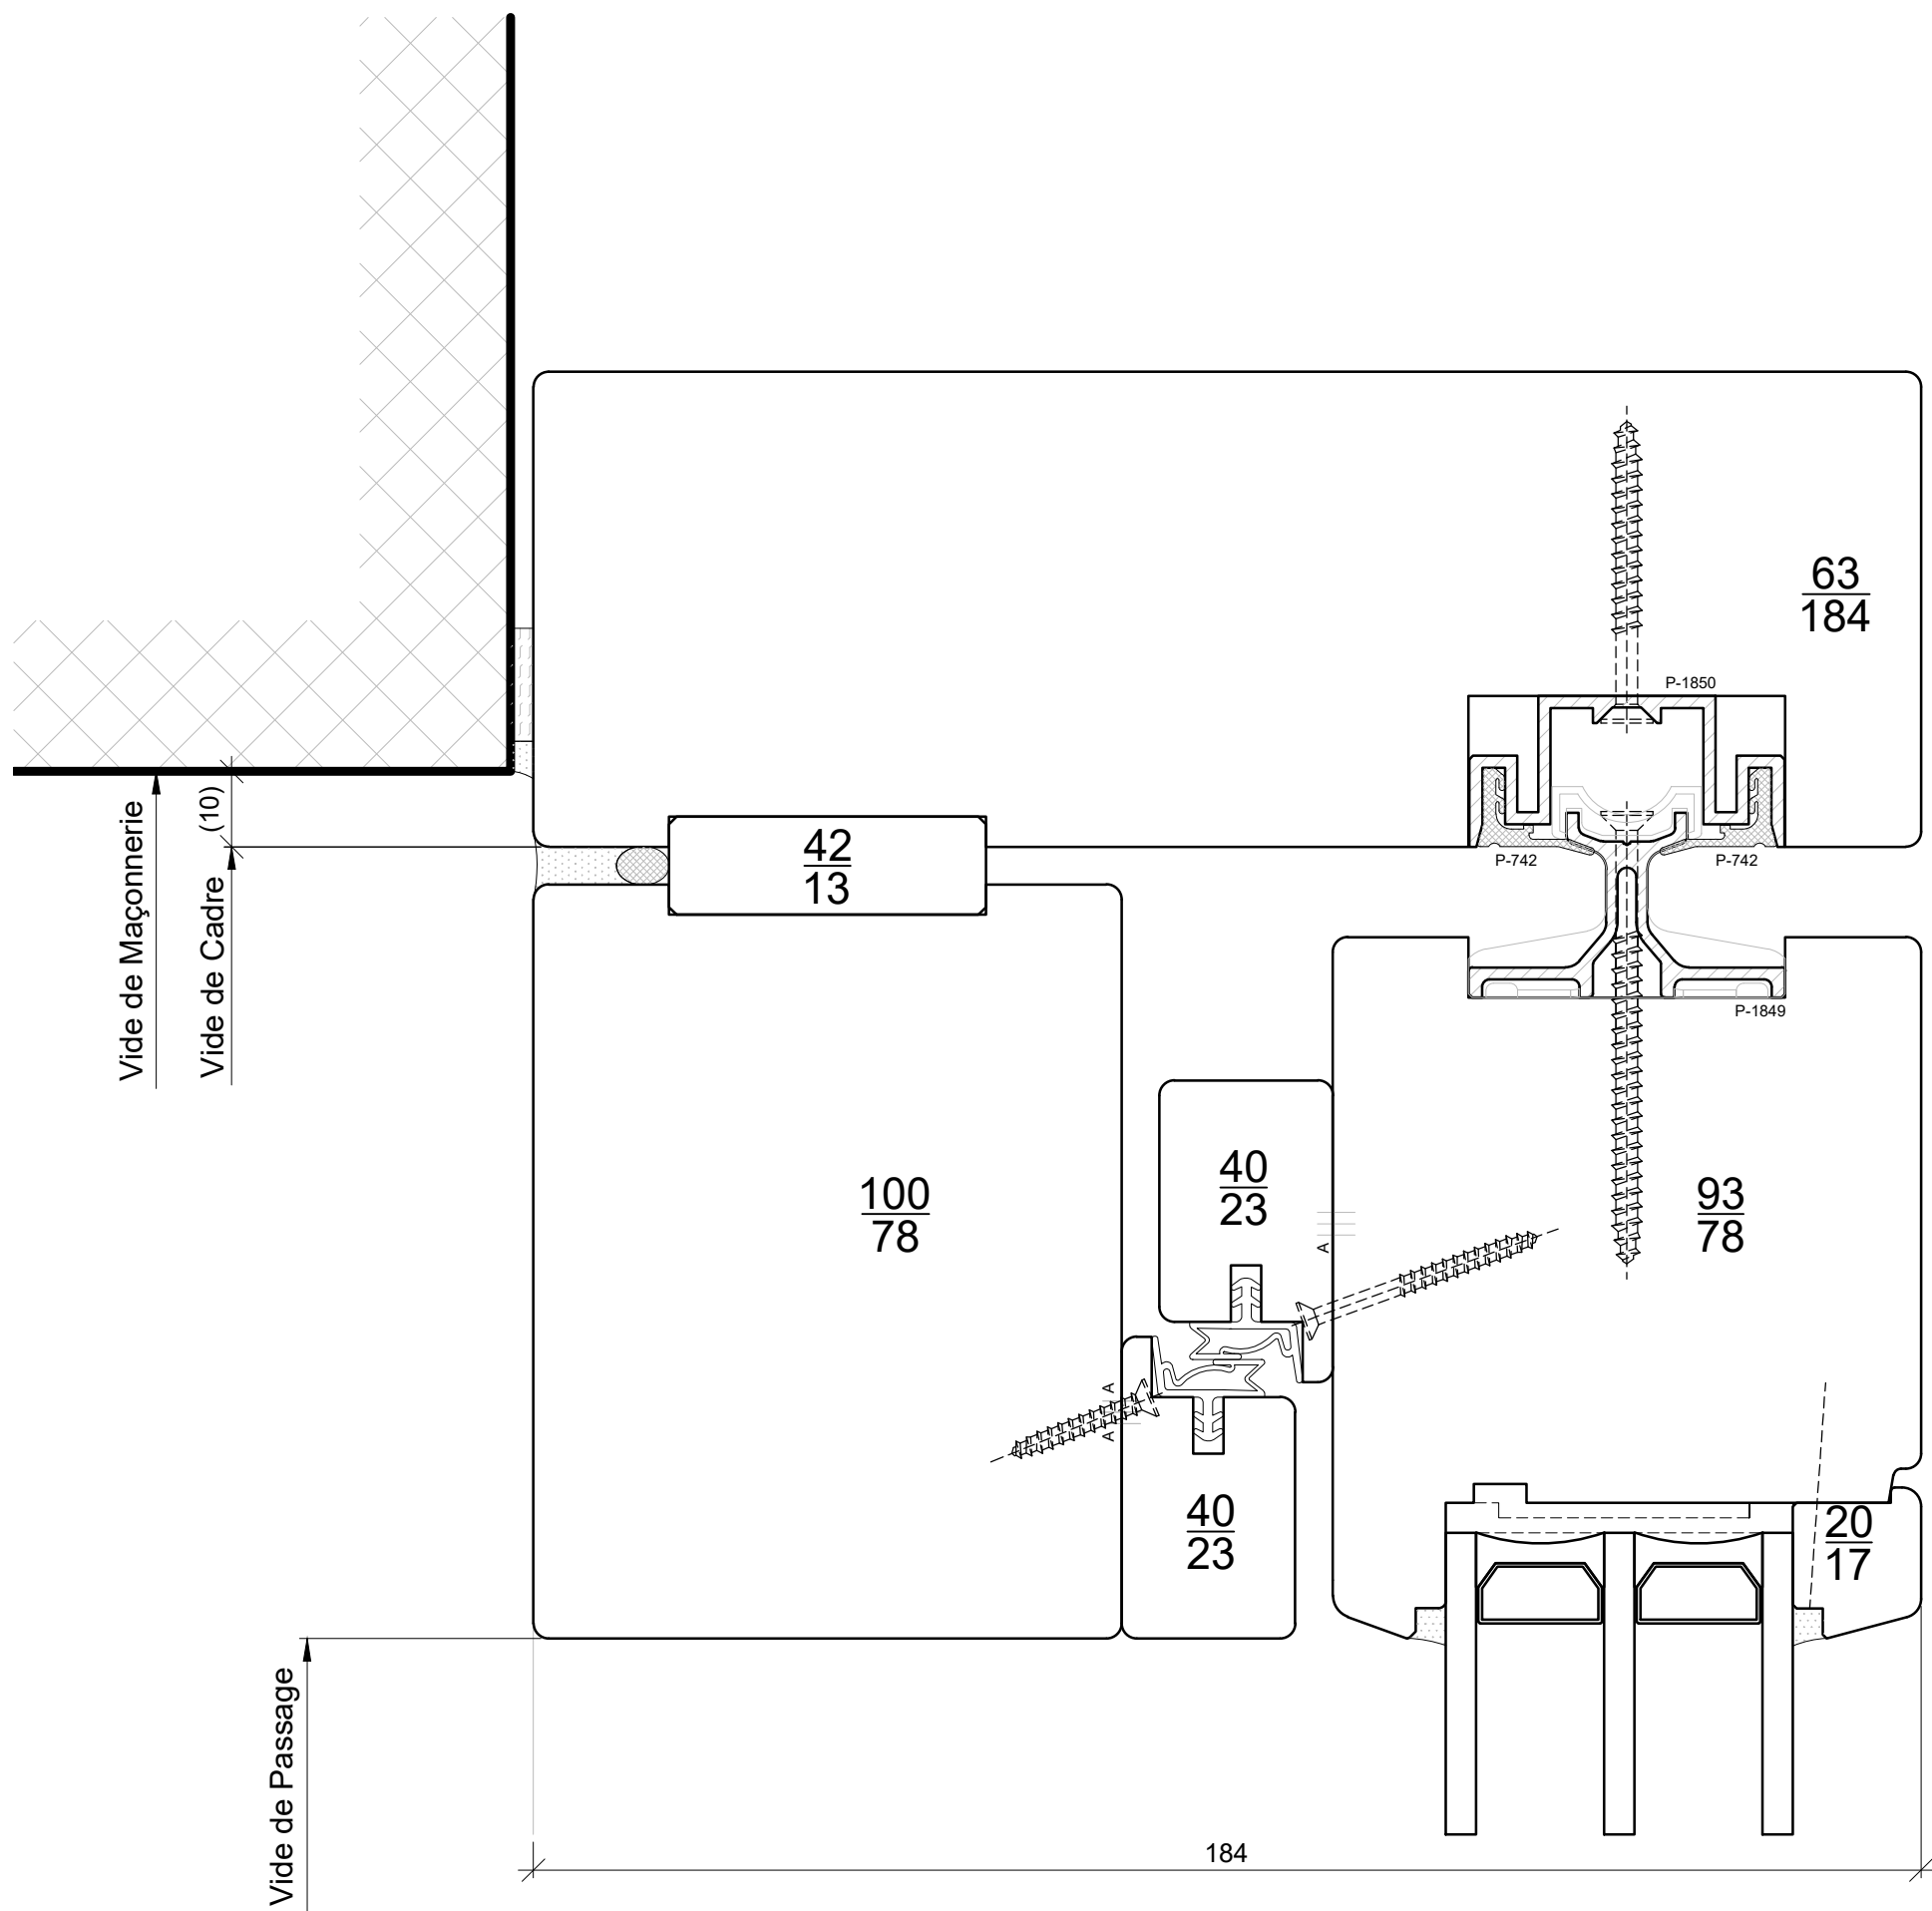 63
184
P-1850
(10)
42
13
P-742
P-742
Vide de Maçonnerie
Vide de Cadre
P-1849
100
78
40
23
93
78
A
A
A
40
23
20
17
Vide de Passage
184